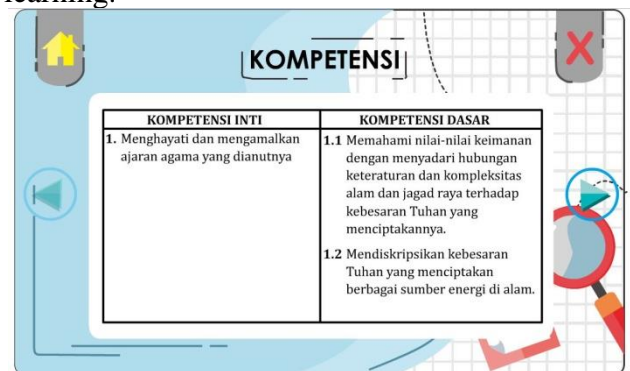 learning.
KOMPETENSI
KOMPETENSI INTI
1. Menghayati dan mengamalkan
ajaran agama yang dianutnya
KOMPETENSI DASAR
1.1 Memahami nilai-nilai keimanan
dengan menyadari hubungan
keteraturan dan kompleksitas
alam dan jagad raya terhadap
kebesaran Tuhan yang
menciptakannya.
1.2 Mendiskripsikan kebesaran
Tuhan yang menciptakan
berbagai sumber energi di alam.